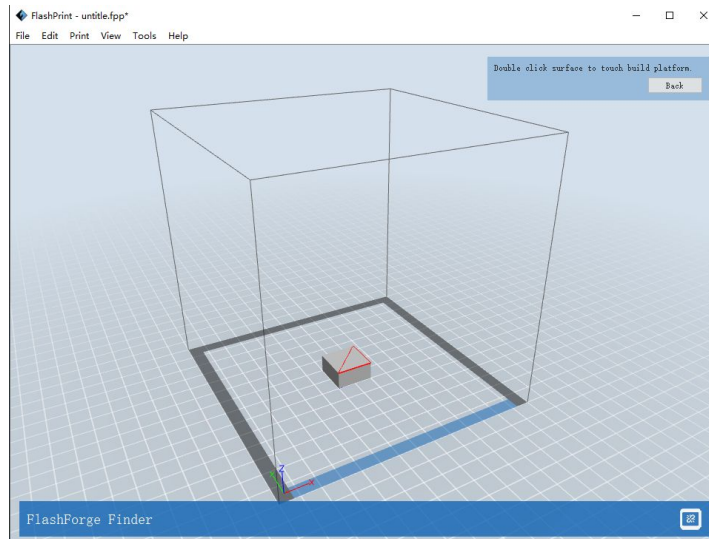 FlashPrint - untitle.fpp*
File Edit Print View Tools Help
Double click surface to touch build platform.
Back
Z
X
FlashForge Finder